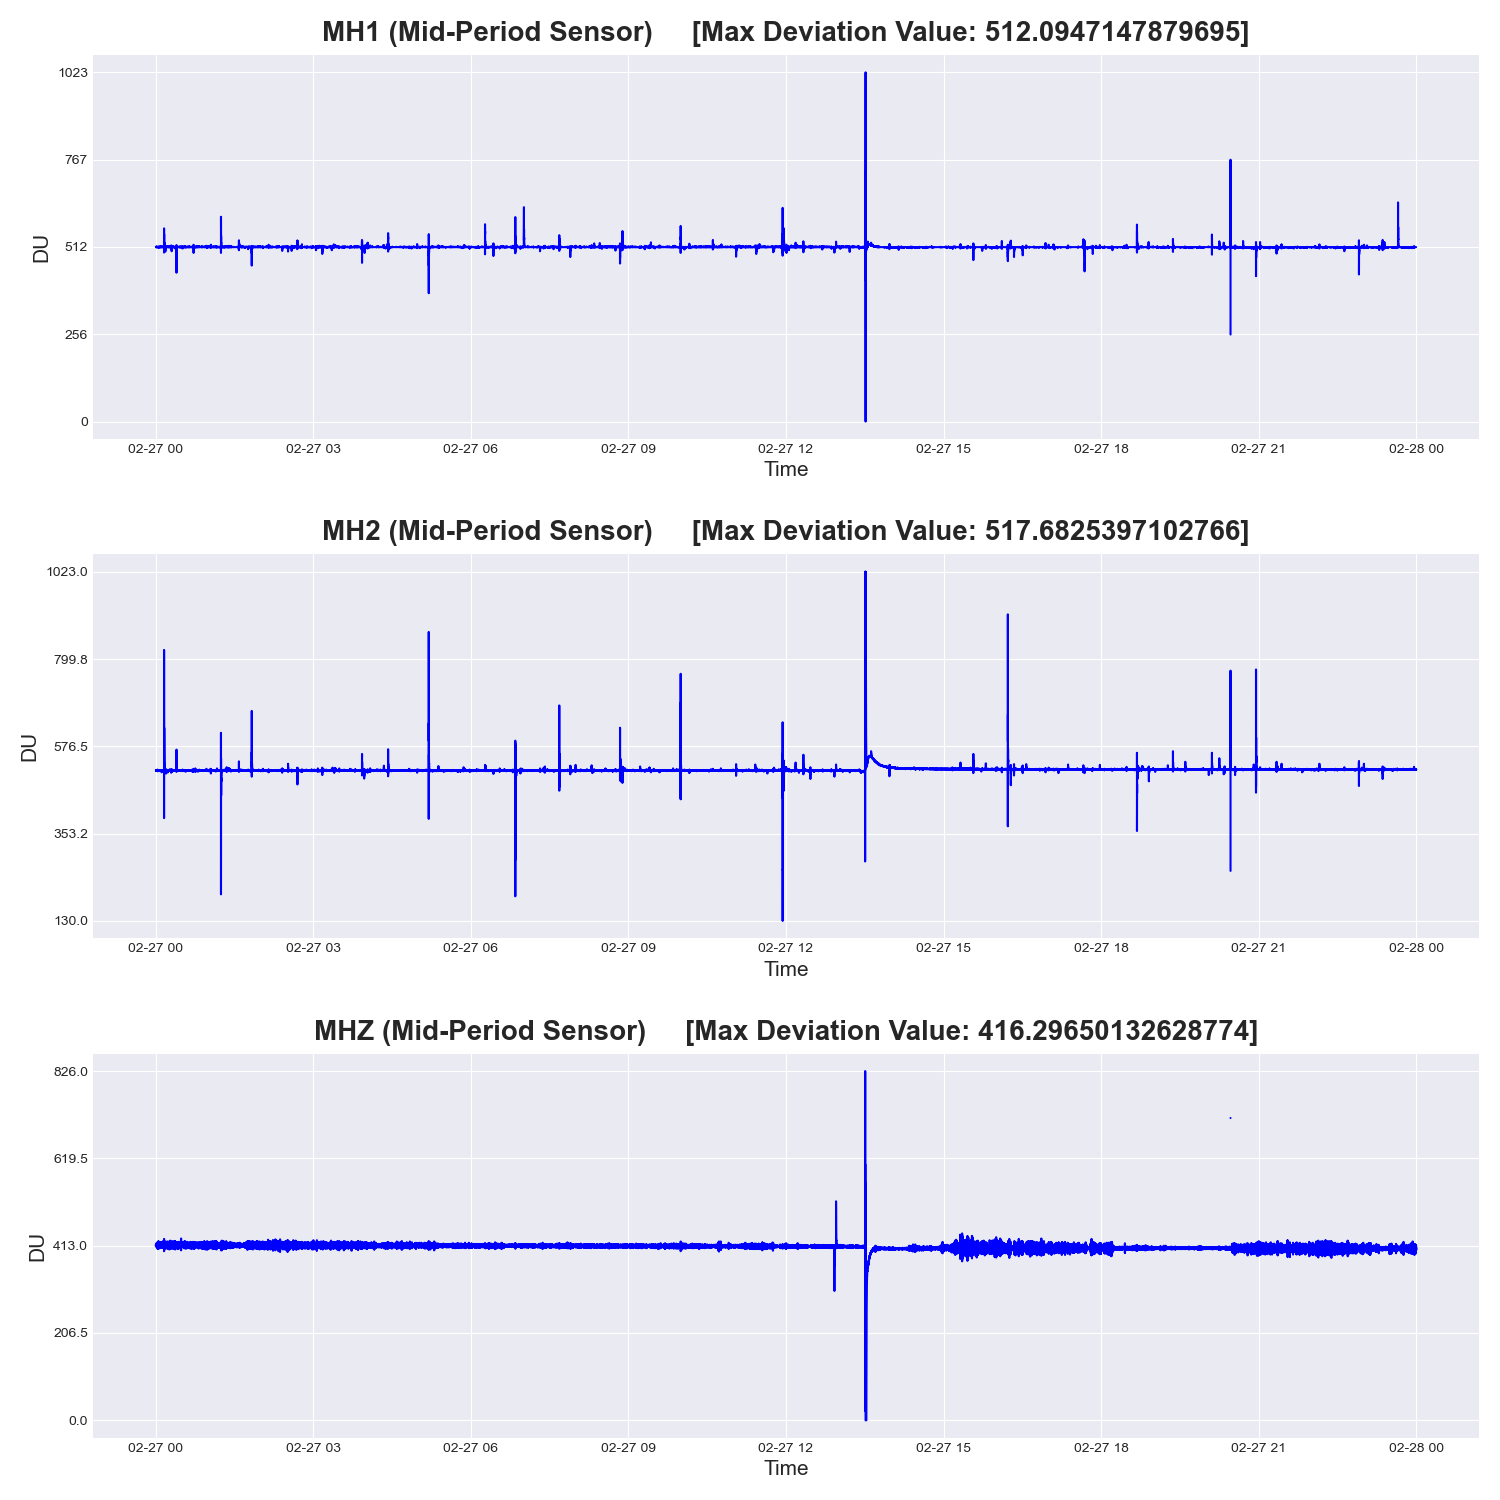 MH1 (Mid-Period Sensor) [Max Deviation Value: 512.0947147879695]
1023
767
512
256
0
DU
02-27 00 02-27 03 02-27 06 02-27 09 02-27 12 02-27 15 02-27 18 02-27 21 02-28 00
Time
MH2 (Mid-Period Sensor) [Max Deviation Value: 517.6825397102766]
1023.0
799.8
576.5
353.2
130.0
DU
02-27 00 02-27 03 02-27 06 02-27 09 02-27 12 02-27 15 02-27 18 02-27 21 02-28 00
Time
MHZ (Mid-Period Sensor) [Max Deviation Value: 416.29650132628774]
826.0
619.5
413.0
206.5
0.0
DU
02-27 00 02-27 03 02-27 06 02-27 09 02-27 12 02-27 15 02-27 18 02-27 21 02-28 00
Time